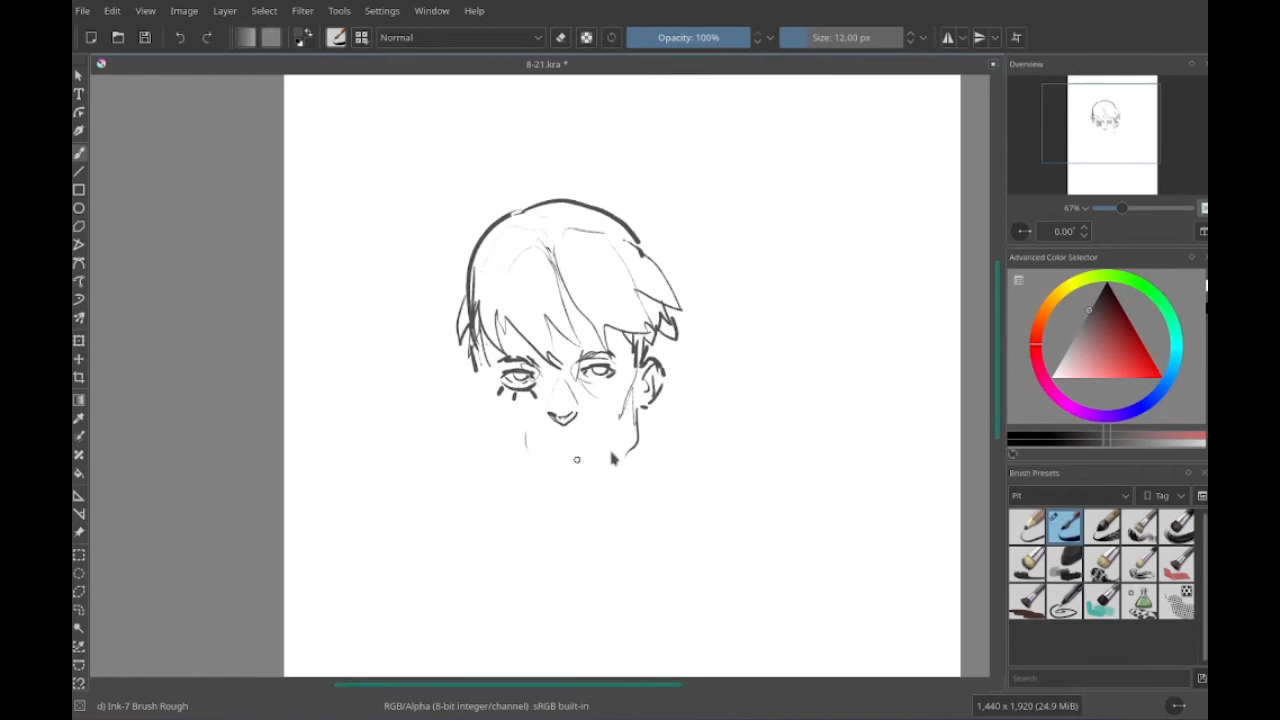 File Edit View Image Layer Select Filter Tools Settings Window Help
Normal
Opacity: 100%
Size: 12.00 px
8-21.kra *
Overview
67%
0.00°
Advanced Color Selector
Brush Presets
Pit
Tag
Search
d) Ink-7 Brush Rough
RGB/Alpha (8-bit integer/channel) sRGB built-in
1,440 x 1,920 (24.9 MiB)